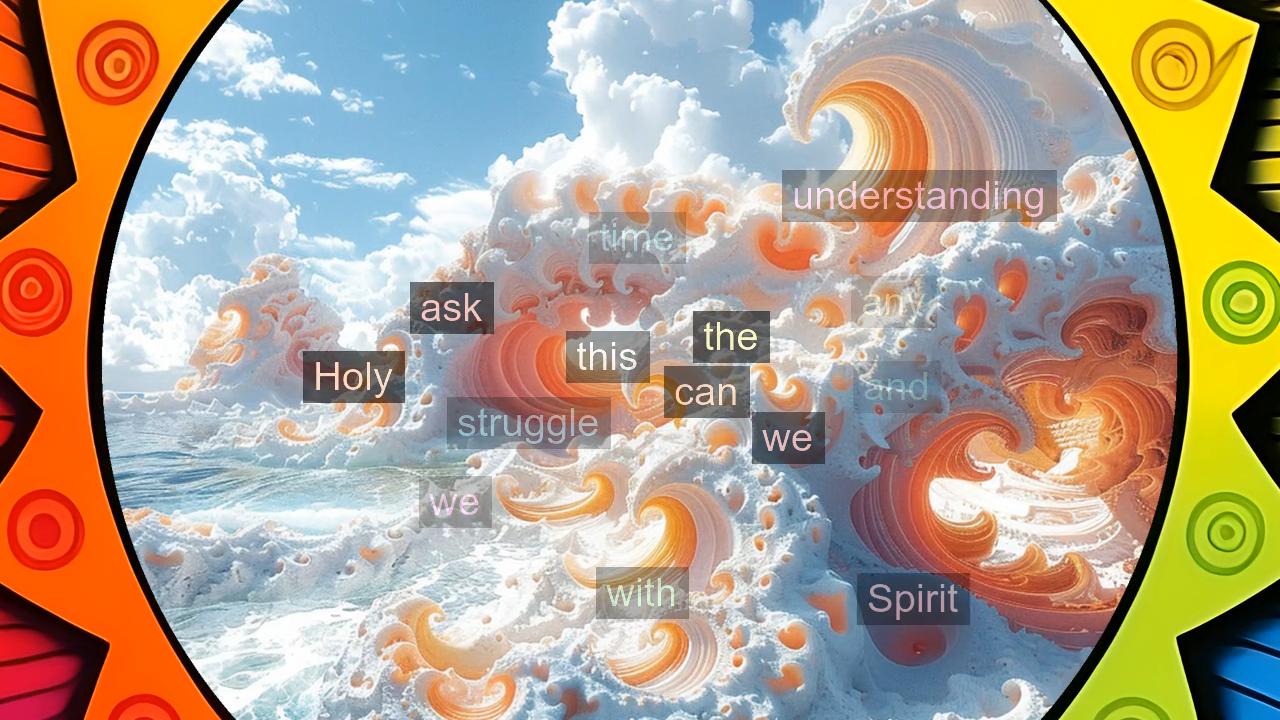 understanding
time
any
ask
the
this
Holy
can
and
struggle
we
we
with
Spirit